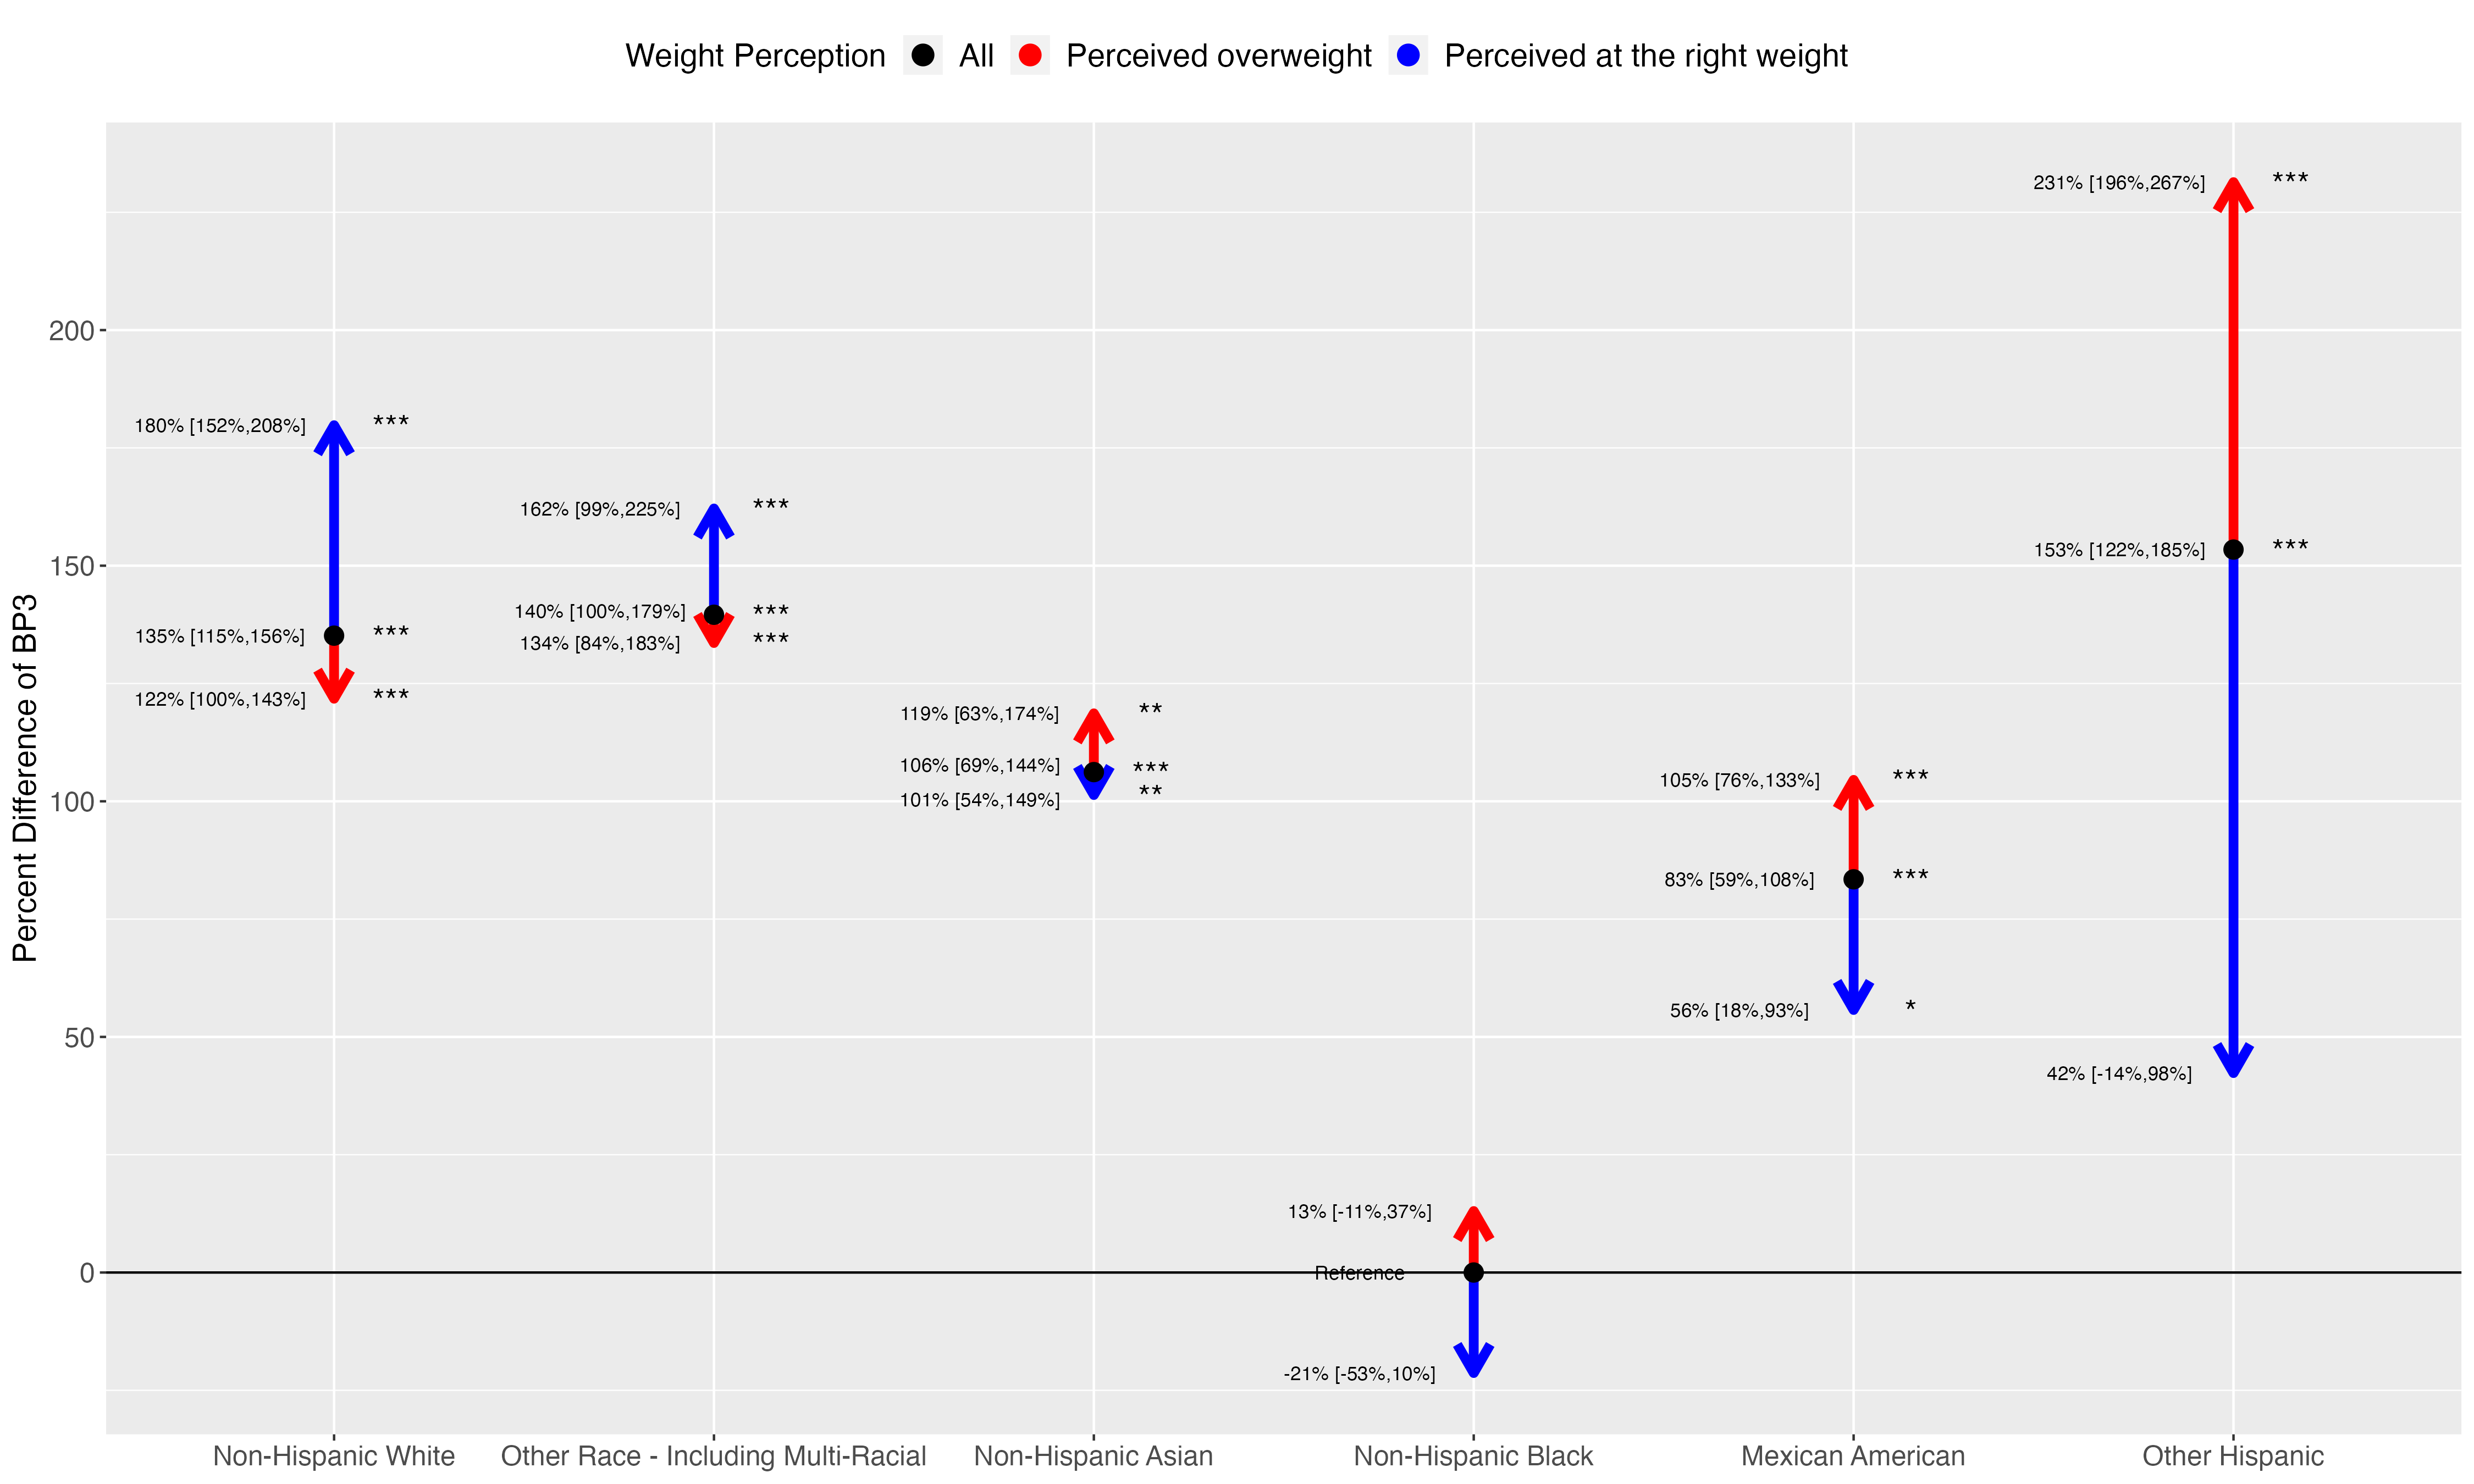 Weight Perception All Perceived overweight Perceived at the right weight
Percent Difference of BP3
200
150
100
50
0
180% [152%,208%] ***
135% [115%,156%] ***
122% [100%,143%] ***
162% [99%,225%] ***
140% [100%,179%] ***
134% [84%,183%] ***
119% [63%,174%] **
106% [69%,144%] ***
101% [54%,149%] **
13% [-11%,37%]
Reference
-21% [-53%,10%]
105% [76%,133%] ***
83% [59%,108%] ***
56% [18%,93%] *
231% [196%,267%] ***
153% [122%,185%] ***
42% [-14%,98%]
Non-Hispanic White Other Race - Including Multi-Racial Non-Hispanic Asian Non-Hispanic Black Mexican American Other Hispanic